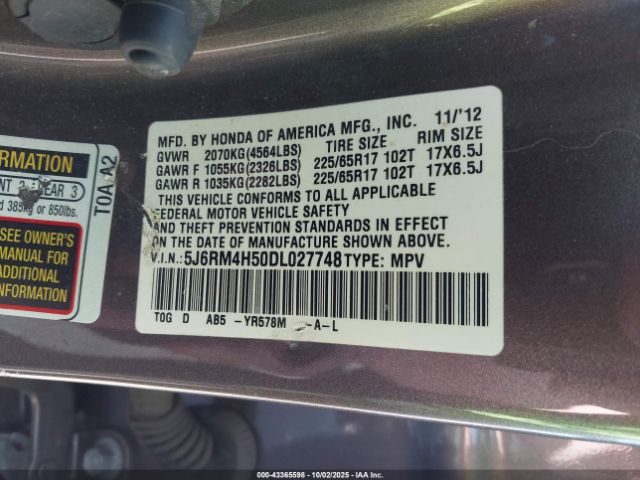 MFD. BY HONDA OF AMERICA MFG., INC. 11/'12
GVWR 2070KG(4564LBS) TIRE SIZE RIM SIZE
GAWR F 1055KG(2326LBS) 225/65R17 102T 17X6.5J
GAWR R 1035KG(2282LBS) 225/65R17 102T 17X6.5J
THIS VEHICLE CONFORMS TO ALL APPLICABLE
FEDERAL MOTOR VEHICLE SAFETY
AND THEFT PREVENTION STANDARDS IN EFFECT
ON THE DATE OF MANUFACTURE SHOWN ABOVE.
V.I.N.: 5J6RM4H50DL027748 TYPE: MPV
TOG D AB5 -YR578M -A-L
T0A A2
REAR 3
385kg or 850lbs.
SEE OWNER'S
MANUAL FOR
ADDITIONAL
INFORMATION
IAA - 43365598 - 10/02/2025 - Copyright IAA, LLC.